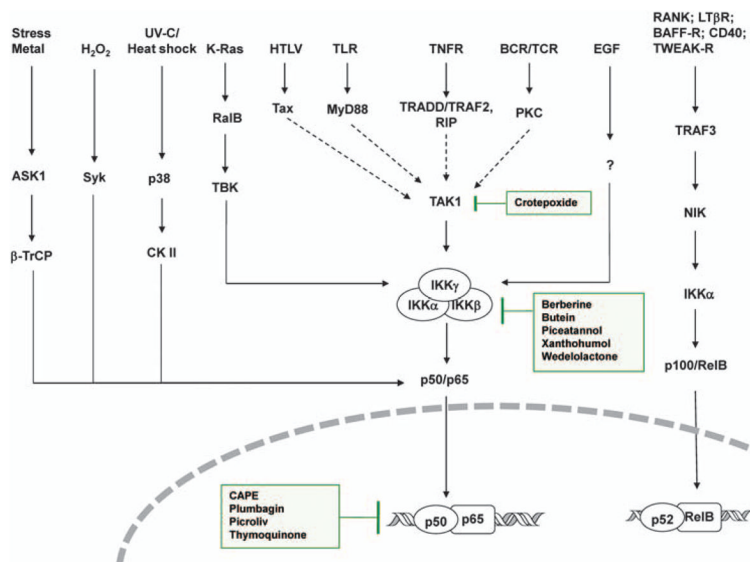 RANK; LTβR;
BAFF-R; CD40;
TWEAK-R
Stress
Metal
H₂O₂
UV-C/
Heat shock
K-Ras
HTLV
TLR
TNFR
BCR/TCR
EGF
RalB
Tax
MyD88
TRADD/TRAF2,
RIP
PKC
TRAF3
ASK1
Syk
p38
TBK
?
TAK1
Crotepoxide
NIK
β-TrCP
CK II
IKKγ
IKKα
IKKβ
IKKα
Berberine
Butein
Piceatannol
Xanthohumol
Wedelolactone
p50/p65
p100/RelB
CAPE
Plumbagin
Picroliv
Thymoquinone
p50
p65
p52
RelB